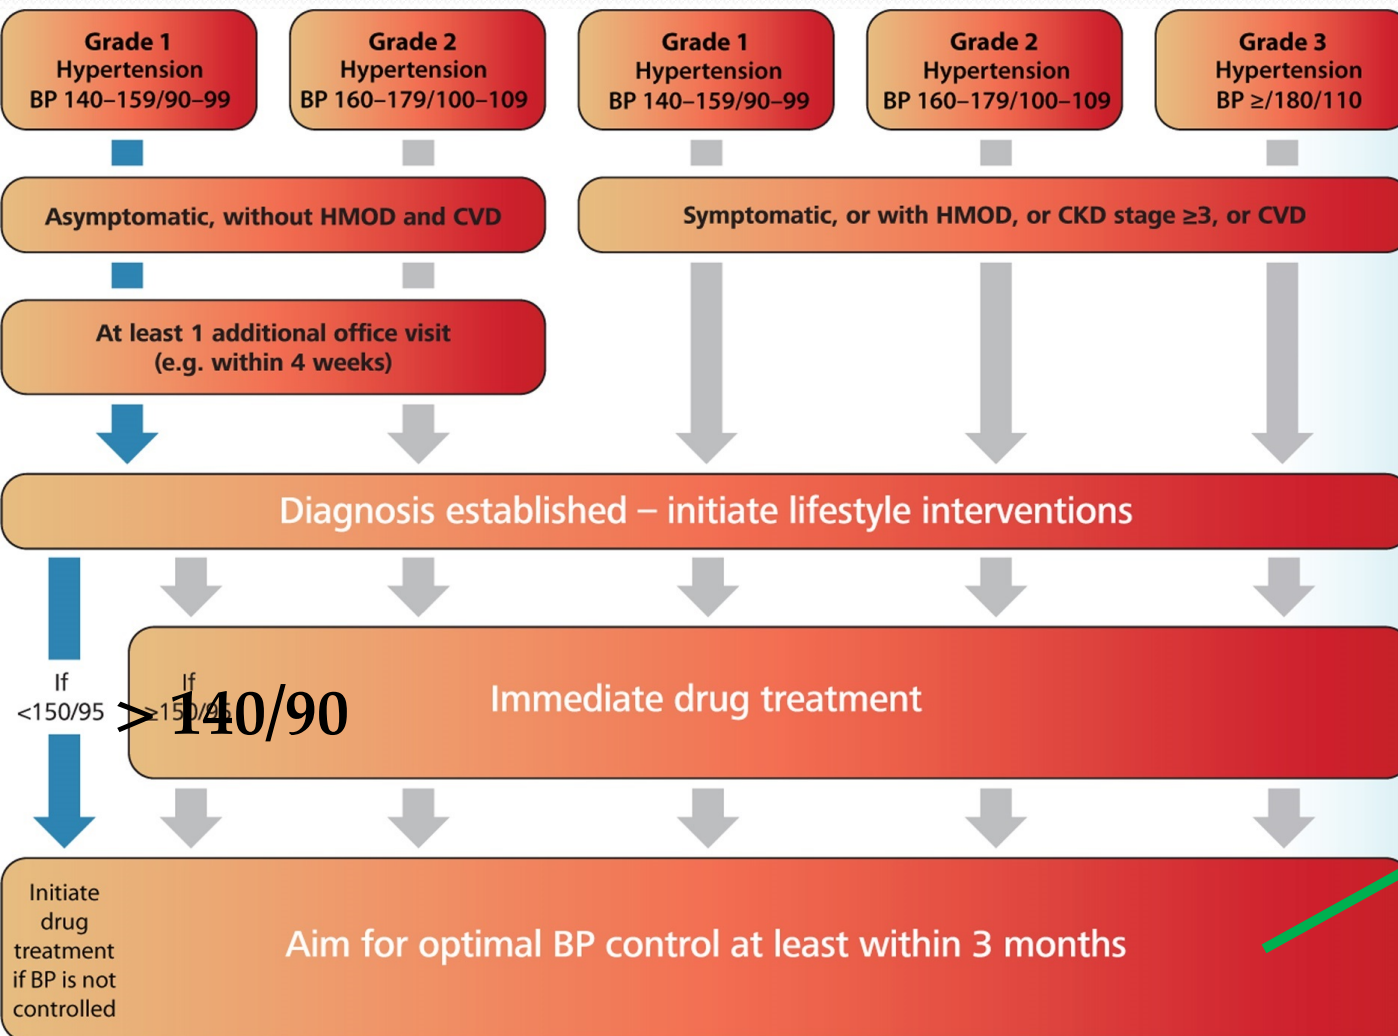 Grade 1
Hypertension
BP 140–159/90–99
Grade 2
Hypertension
BP 160–179/100–109
Grade 1
Hypertension
BP 140–159/90–99
Grade 2
Hypertension
BP 160–179/100–109
Grade 3
Hypertension
BP ≥/180/110
Asymptomatic, without HMOD and CVD
Symptomatic, or with HMOD, or CKD stage ≥3, or CVD
At least 1 additional office visit
(e.g. within 4 weeks)
Diagnosis established – initiate lifestyle interventions
If
<150/95
If
≥150/95
> 140/90
Immediate drug treatment
Initiate
drug
treatment
if BP is not
controlled
Aim for optimal BP control at least within 3 months